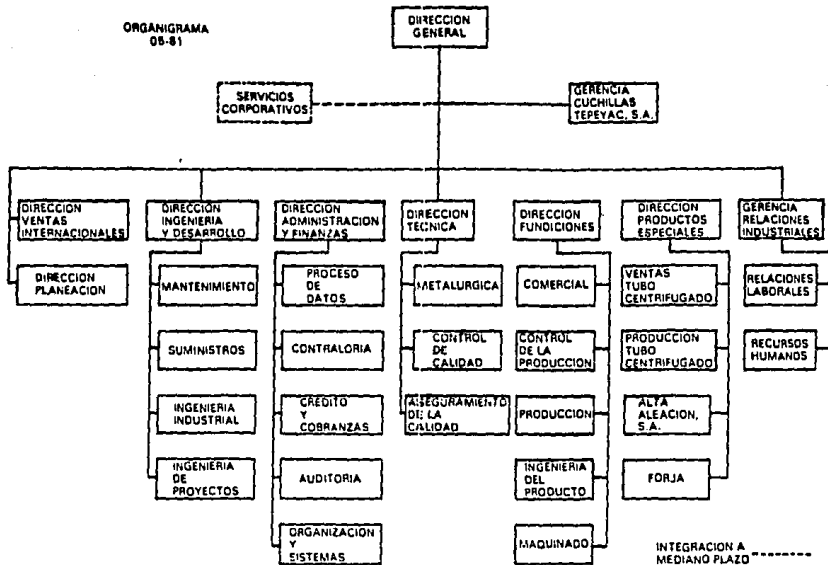 ORGANIGRAMA
05-81
DIRECCION
GENERAL
SERVICIOS
CORPORATIVOS
GERENCIA
CUCHILLAS
TEPEYAC, S.A.
DIRECCION
VENTAS
INTERNACIONALES
DIRECCION
INGENIERIA
Y DESARROLLO
DIRECCION
ADMINISTRACION
Y FINANZAS
DIRECCION
TECNICA
DIRECCION
FUNDICIONES
DIRECCION
PRODUCTOS
ESPECIALES
GERENCIA
RELACIONES
INDUSTRIALES
DIRECCION
PLANEACION
MANTENIMIENTO
PROCESO
DE
DATOS
METALURGICA
COMERCIAL
VENTAS
TUBO
CENTRIFUGADO
RELACIONES
LABORALES
SUMINISTROS
CONTRALORIA
CONTROL
DE
CALIDAD
CONTROL
DE LA
PRODUCCION
PRODUCCION
TUBO
CENTRIFUGADO
RECURSOS
HUMANOS
INGENIERIA
INDUSTRIAL
CREDITO
Y
COBRANZAS
ASEGURAMIENTO
DE LA
CALIDAD
PRODUCCION
ALTA
ALEACION,
S.A.
INGENIERIA
DE
PROYECTOS
AUDITORIA
INGENIERIA
DEL
PRODUCTO
FORJA
ORGANIZACION
Y
SISTEMAS
MAQUINADO
INTEGRACION A
MEDIANO PLAZO